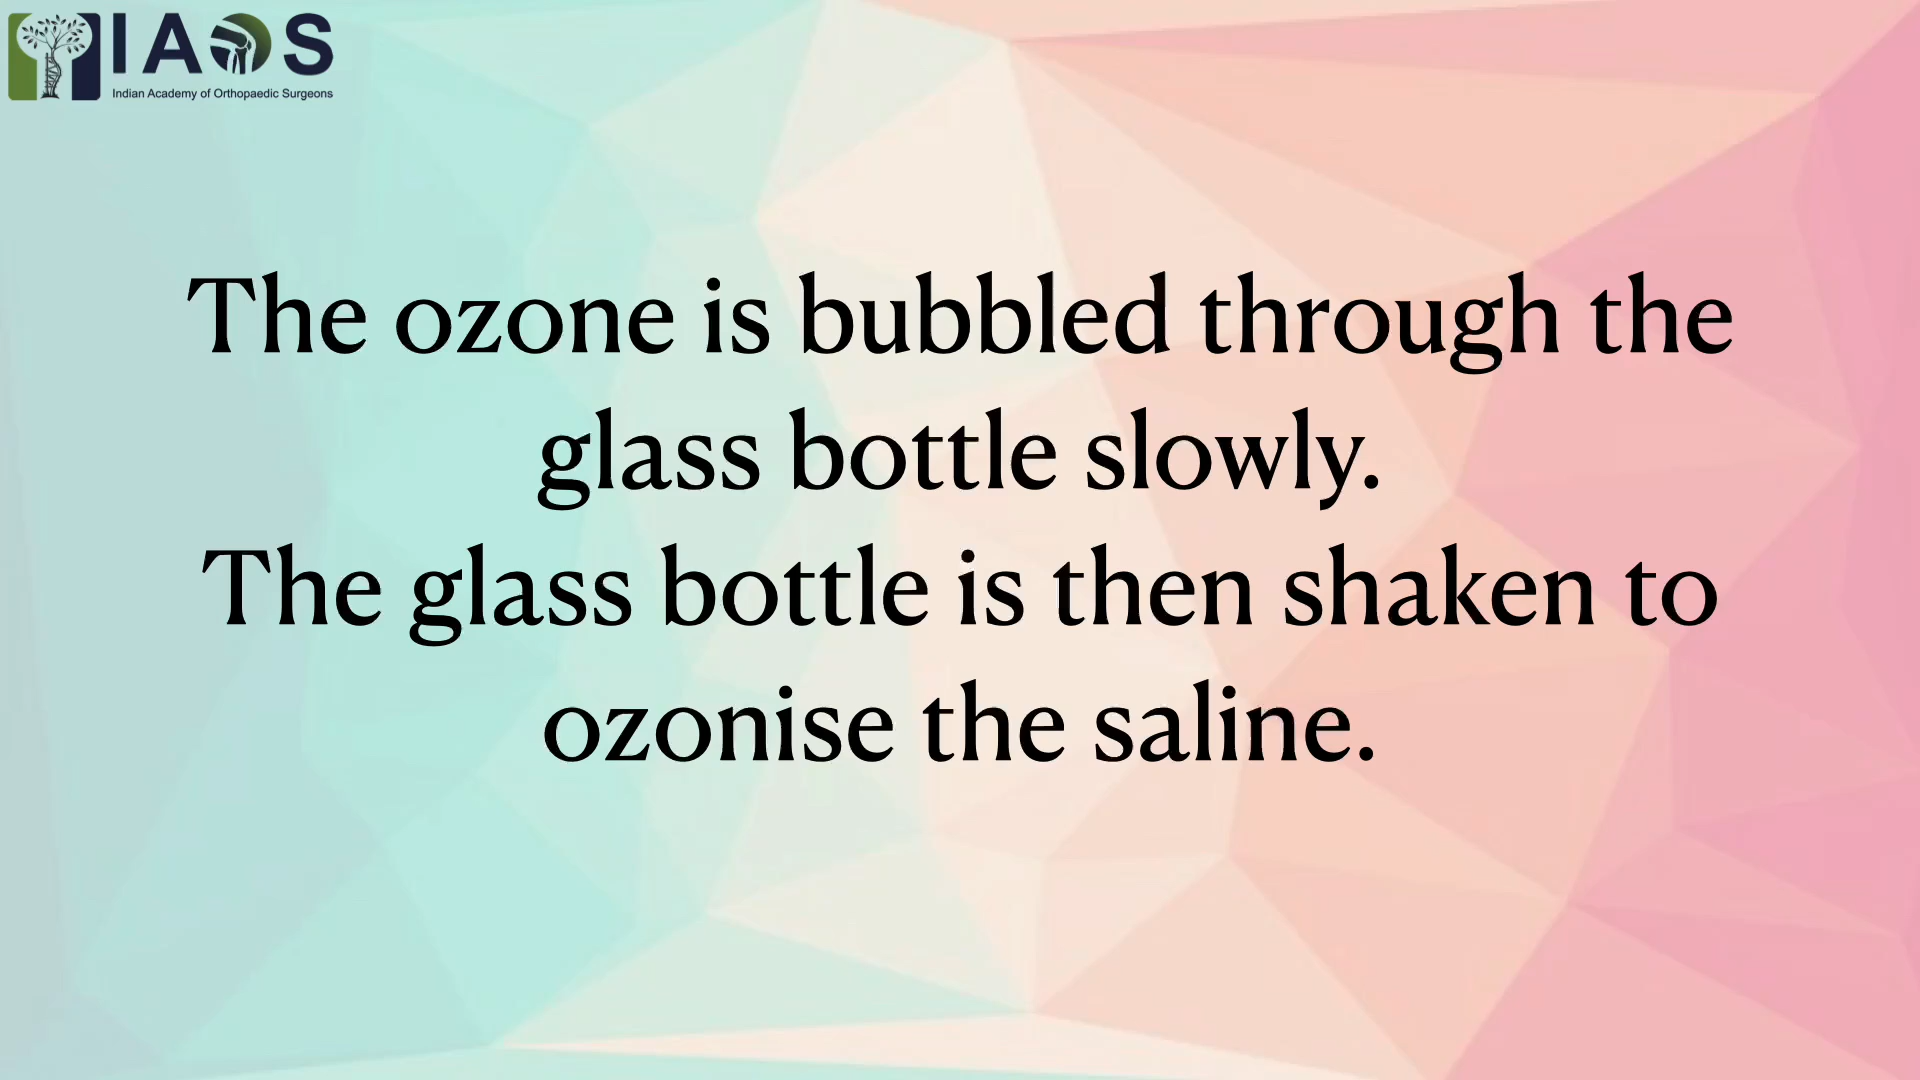 IAOS
Indian Academy of Orthopaedic Surgeons
The ozone is bubbled through the
glass bottle slowly.
The glass bottle is then shaken to
ozonise the saline.